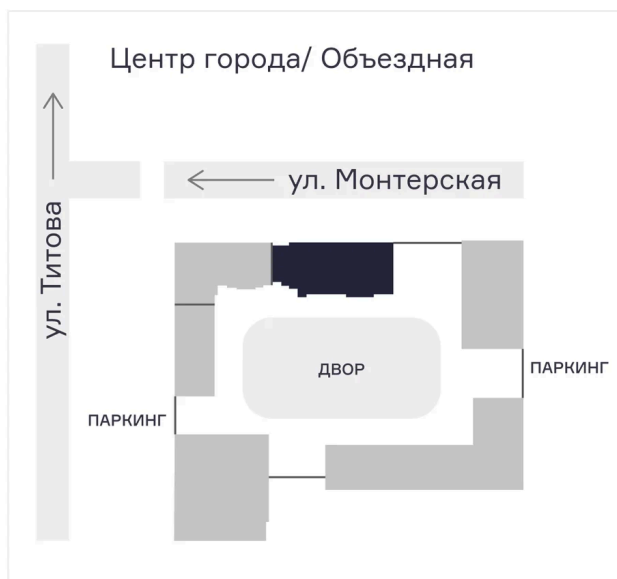 Центр города/ Объездная
ул. Монтерская
ул. Титова
ДВОР
ПАРКИНГ
ПАРКИНГ